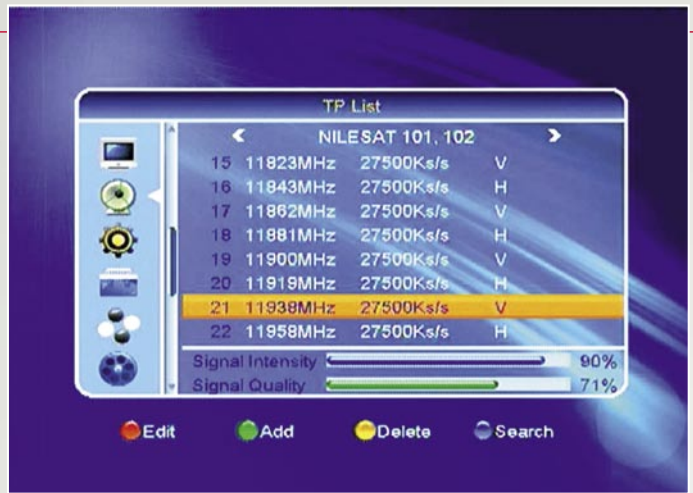 TP List
NILESAT 101, 102
15 11823MHz 27500Ks/s V
16 11843MHz 27500Ks/s H
17 11862MHz 27500Ks/s V
18 11881MHz 27500Ks/s H
19 11900MHz 27500Ks/s V
20 11919MHz 27500Ks/s H
21 11938MHz 27500Ks/s V
22 11958MHz 27500Ks/s H
Signal Intensity 90%
Signal Quality 71%
Edit Add Delete Search